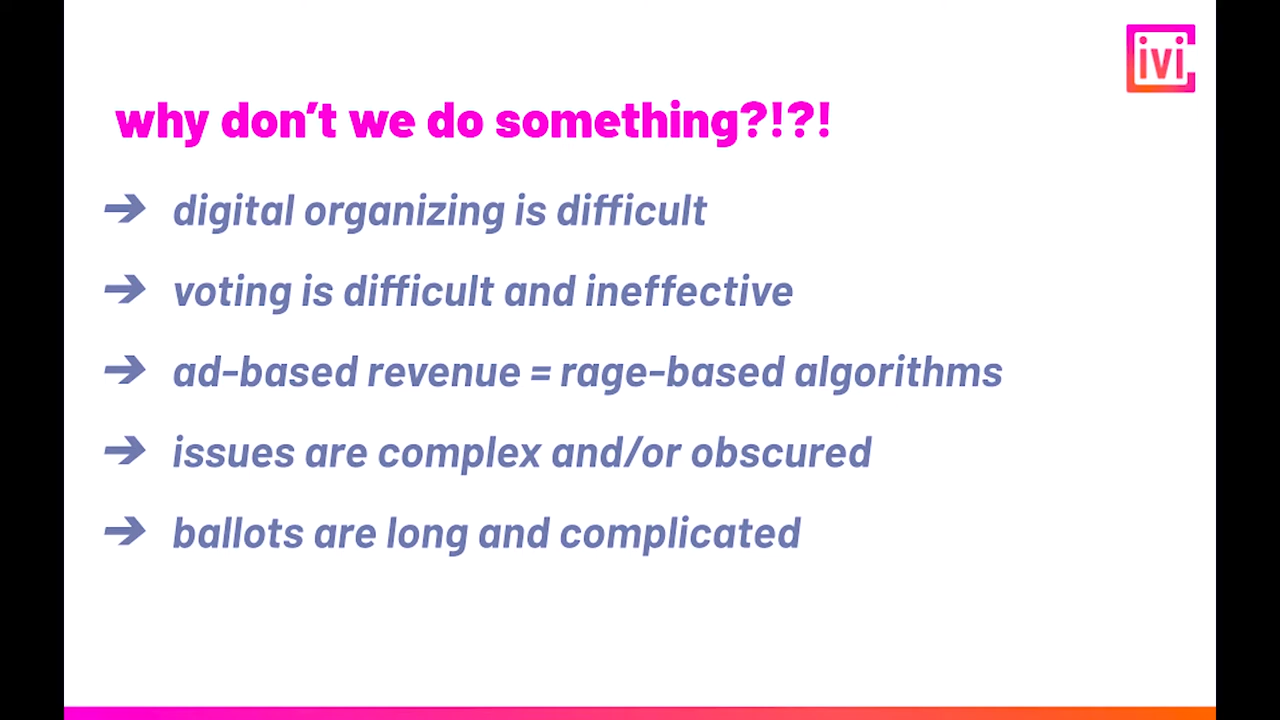 ivi
why don't we do something?!?!
➔ digital organizing is difficult
➔ voting is difficult and ineffective
➔ ad-based revenue = rage-based algorithms
➔ issues are complex and/or obscured
➔ ballots are long and complicated